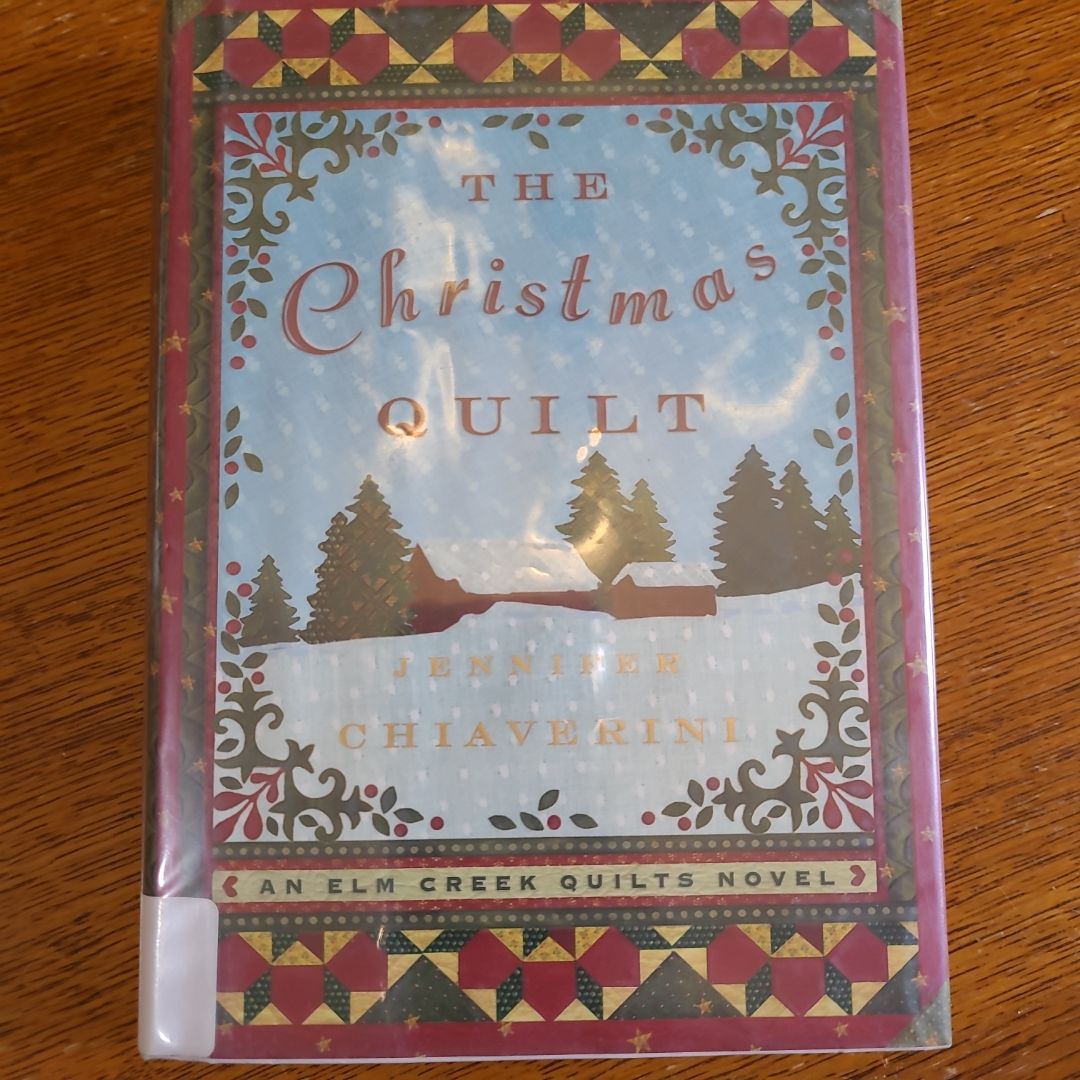 THE
Christmas
QUILT
JENNIFER
CHIAVERINI
AN ELM CREEK QUILTS NOVEL